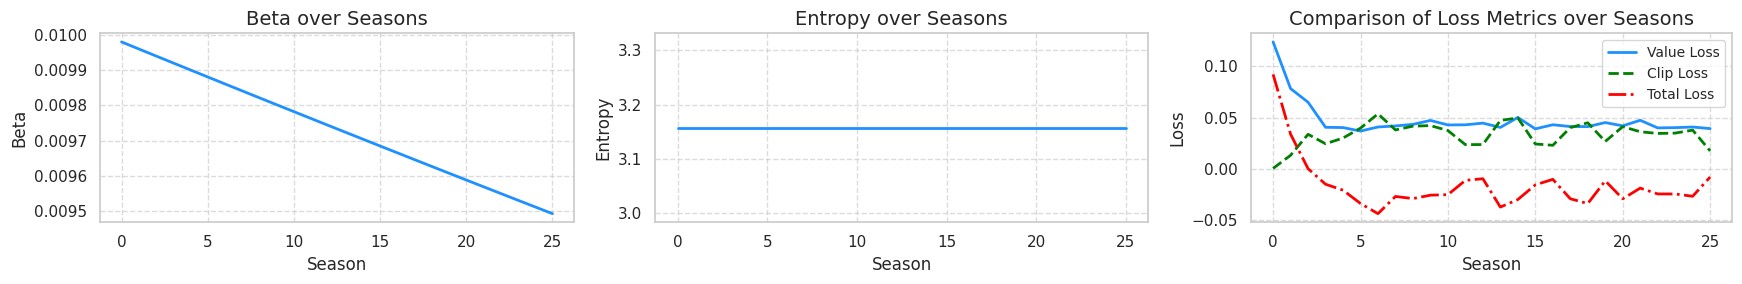 Beta over Seasons
Beta
0.0100
0.0099
0.0098
0.0097
0.0096
0.0095
0 5 10 15 20 25
Season
Entropy over Seasons
Entropy
3.3
3.2
3.1
3.0
0 5 10 15 20 25
Season
Comparison of Loss Metrics over Seasons
Loss
0.10
0.05
0.00
−0.05
Value Loss
Clip Loss
Total Loss
0 5 10 15 20 25
Season